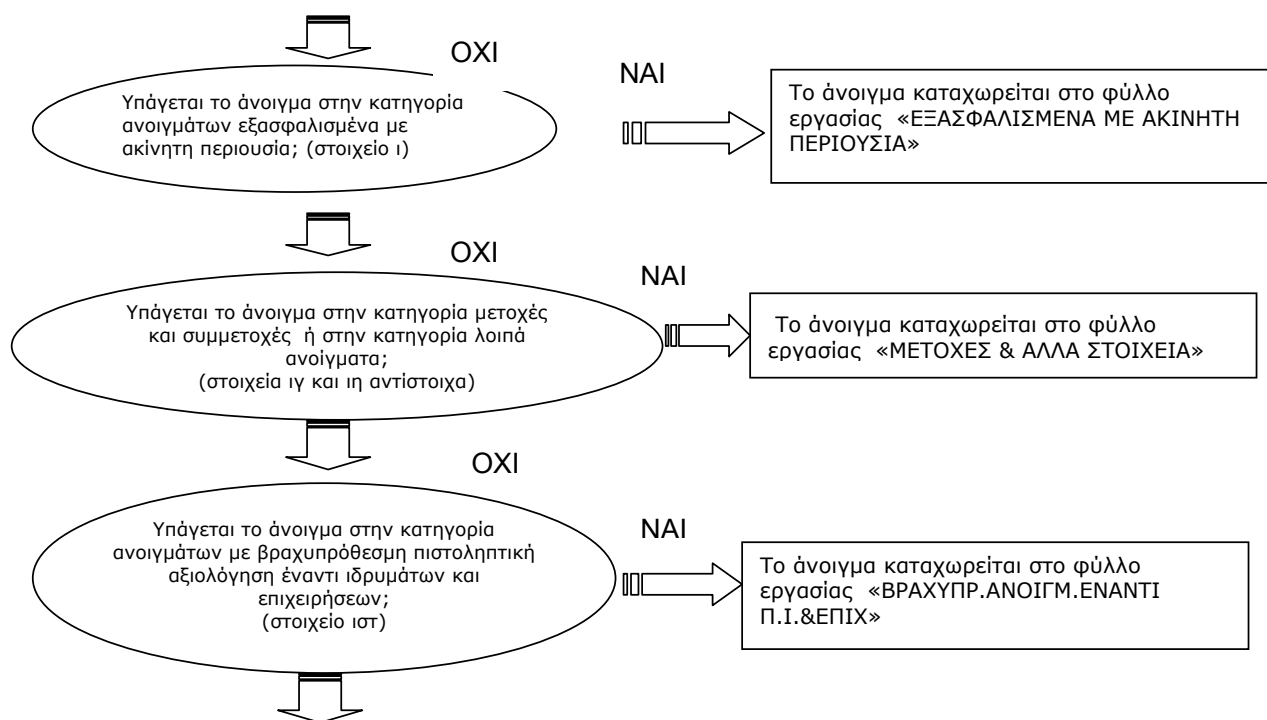 ΟΧΙ
Υπάγεται το άνοιγμα στην κατηγορία
ανοιγμάτων εξασφαλισμένα με
ακίνητη περιουσία; (στοιχείο ι)
ΝΑΙ
Το άνοιγμα καταχωρείται στο φύλλο
εργασίας «ΕΞΑΣΦΑΛΙΣΜΕΝΑ ΜΕ ΑΚΙΝΗΤΗ
ΠΕΡΙΟΥΣΙΑ»
ΟΧΙ
Υπάγεται το άνοιγμα στην κατηγορία μετοχές
και συμμετοχές ή στην κατηγορία λοιπά
ανοίγματα;
(στοιχεία ιγ και ιη αντίστοιχα)
ΝΑΙ
Το άνοιγμα καταχωρείται στο φύλλο
εργασίας «ΜΕΤΟΧΕΣ & ΑΛΛΑ ΣΤΟΙΧΕΙΑ»
ΟΧΙ
Υπάγεται το άνοιγμα στην κατηγορία
ανοιγμάτων με βραχυπρόθεσμη πιστοληπτική
αξιολόγηση έναντι ιδρυμάτων και
επιχειρήσεων;
(στοιχείο ιστ)
ΝΑΙ
Το άνοιγμα καταχωρείται στο φύλλο
εργασίας «ΒΡΑΧΥΠΡ.ΑΝΟΙΓΜ.ΕΝΑΝΤΙ
Π.Ι.&ΕΠΙΧ»